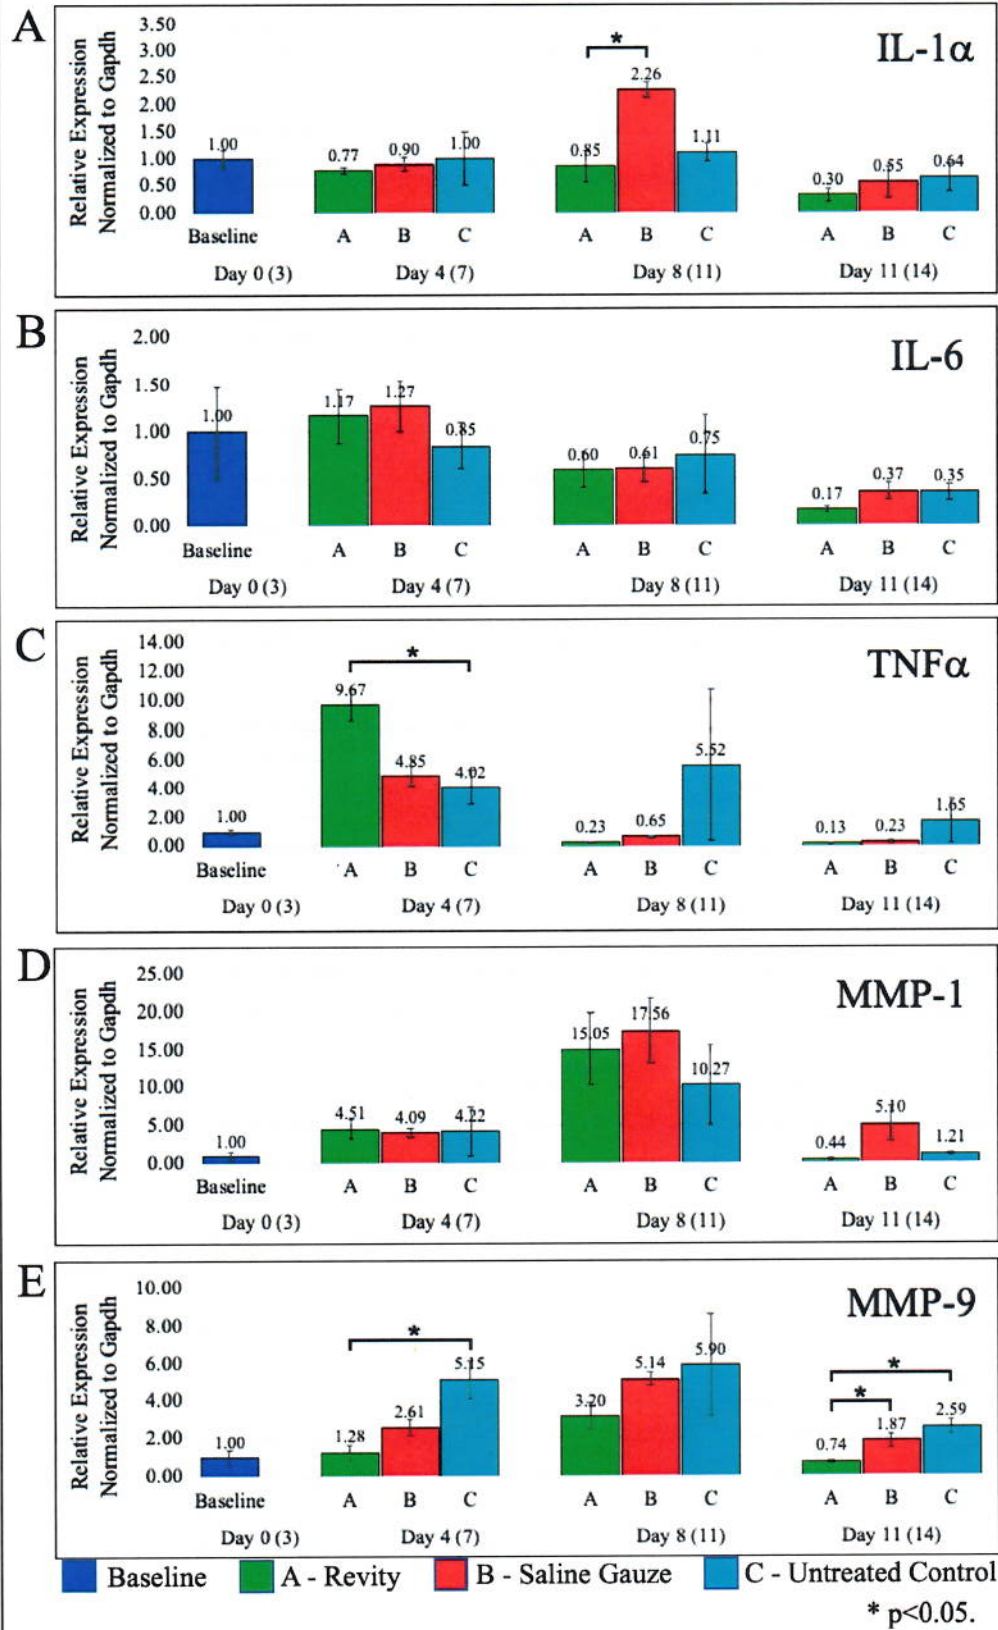 A
IL-1α
Relative Expression
Normalized to Gapdh
3.50
3.00
2.50
2.00
1.50
1.00
0.50
0.00
*
1.00
0.77
0.90
1.00
0.85
2.26
1.11
0.30
0.55
0.64
Baseline A B C A B C A B C
Day 0 (3) Day 4 (7) Day 8 (11) Day 11 (14)
B
IL-6
Relative Expression
Normalized to Gapdh
2.00
1.50
1.00
0.50
0.00
1.00
1.17
1.27
0.85
0.60
0.61
0.75
0.17
0.37
0.35
Baseline A B C A B C A B C
Day 0 (3) Day 4 (7) Day 8 (11) Day 11 (14)
C
TNFα
Relative Expression
Normalized to Gapdh
14.00
12.00
10.00
8.00
6.00
4.00
2.00
0.00
*
1.00
9.67
4.85
4.02
0.23
0.65
5.52
0.13
0.23
1.65
Baseline A B C A B C A B C
Day 0 (3) Day 4 (7) Day 8 (11) Day 11 (14)
D
MMP-1
Relative Expression
Normalized to Gapdh
25.00
20.00
15.00
10.00
5.00
0.00
1.00
4.51
4.09
4.22
15.05
17.56
10.27
0.44
5.10
1.21
Baseline A B C A B C A B C
Day 0 (3) Day 4 (7) Day 8 (11) Day 11 (14)
E
MMP-9
Relative Expression
Normalized to Gapdh
10.00
8.00
6.00
4.00
2.00
0.00
*
*
*
1.00
1.28
2.61
5.15
3.20
5.14
5.90
0.74
1.87
2.59
Baseline A B C A B C A B C
Day 0 (3) Day 4 (7) Day 8 (11) Day 11 (14)
Baseline A - Revity B - Saline Gauze C - Untreated Control
* p<0.05.